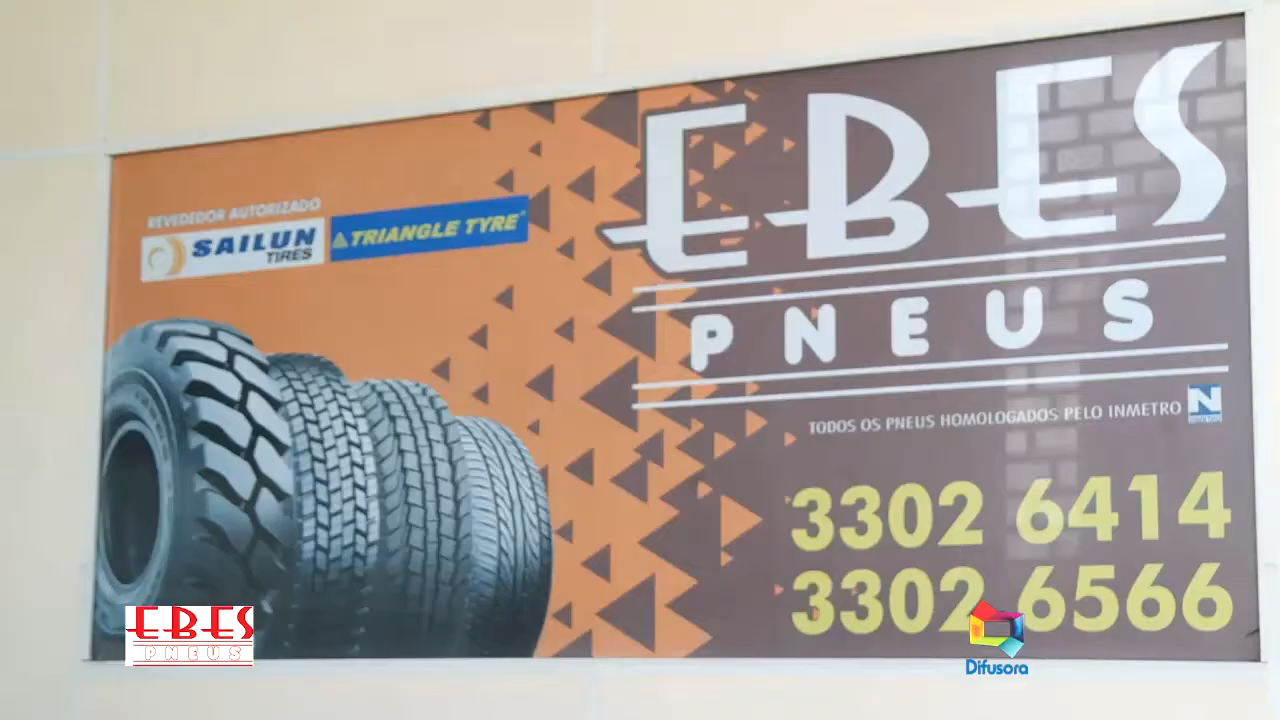 REVEDEDOR AUTORIZADO
SAILUN
TIRES
TRIANGLE TYRE
EBES
PNEUS
TODOS OS PNEUS HOMOLOGADOS PELO INMETRO
N
3302 6414
3302 6566
EBES
PNEUS
Difusora